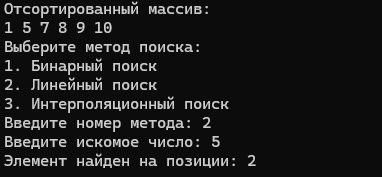 Отсортированный массив:
1 5 7 8 9 10
Выберите метод поиска:
1. Бинарный поиск
2. Линейный поиск
3. Интерполяционный поиск
Введите номер метода: 2
Введите искомое число: 5
Элемент найден на позиции: 2